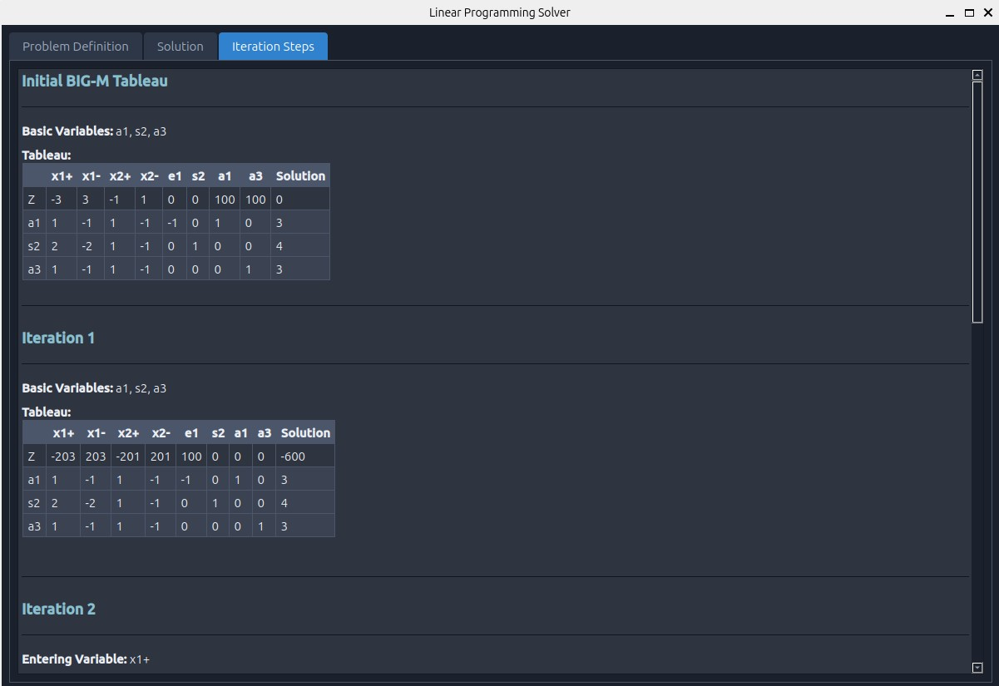 Linear Programming Solver
Problem Definition Solution Iteration Steps
Initial BIG-M Tableau
Basic Variables: a1, s2, a3
Tableau:
x1+ x1- x2+ x2- e1 s2 a1 a3 Solution
Z -3 3 -1 1 0 0 100 100 0
a1 1 -1 1 -1 -1 0 1 0 3
s2 2 -2 1 -1 0 1 0 0 4
a3 1 -1 1 -1 0 0 0 1 3
Iteration 1
Basic Variables: a1, s2, a3
Tableau:
x1+ x1- x2+ x2- e1 s2 a1 a3 Solution
Z -203 203 -201 201 100 0 0 0 -600
a1 1 -1 1 -1 -1 0 1 0 3
s2 2 -2 1 -1 0 1 0 0 4
a3 1 -1 1 -1 0 0 0 1 3
Iteration 2
Entering Variable: x1+